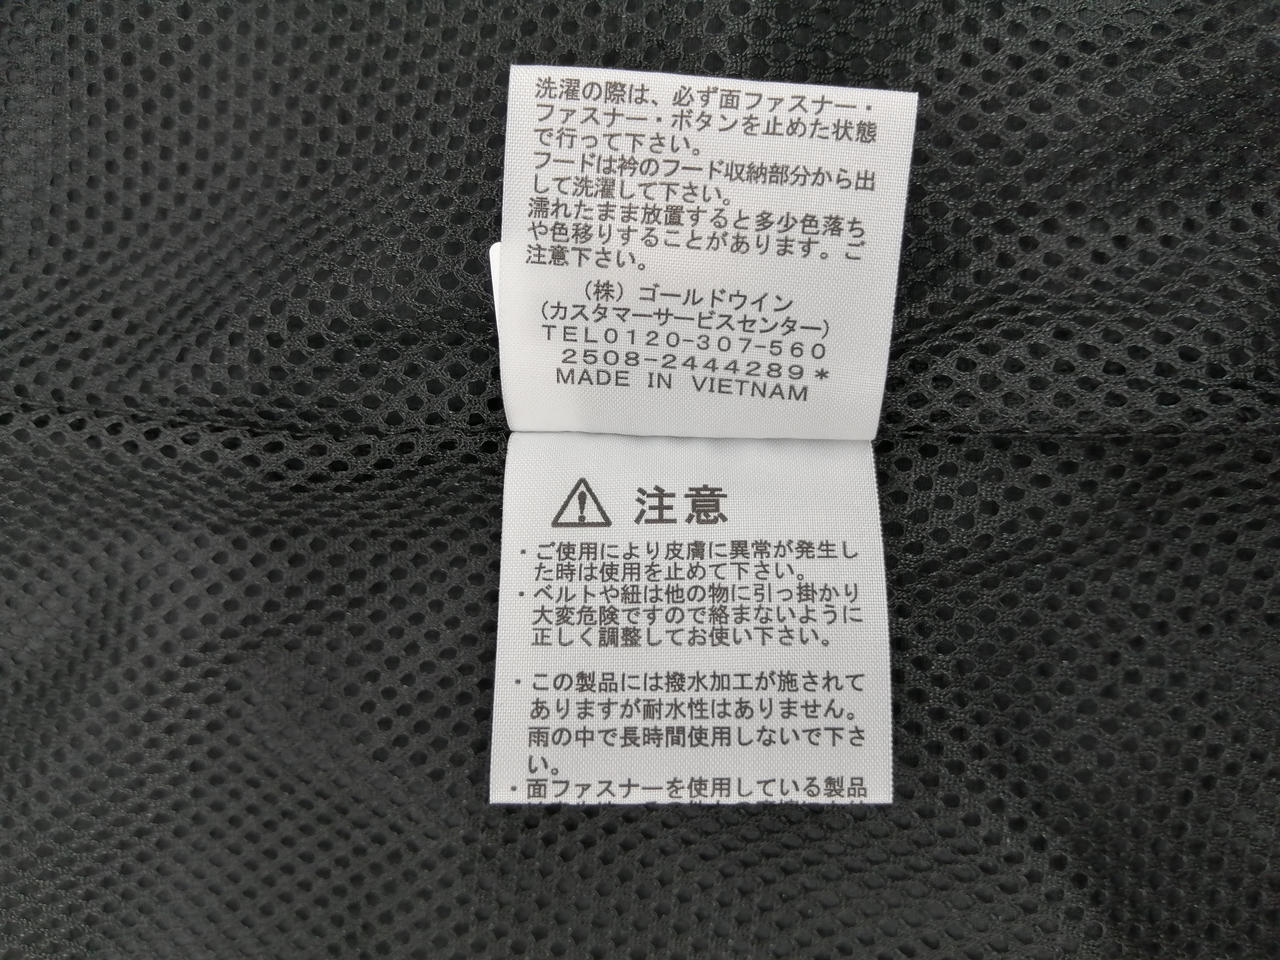 洗濯の際は、必ず面ファスナー・
ファスナー・ボタンを止めた状態
で行って下さい。
フードは衿のフード収納部分から出
して洗濯して下さい。
濡れたまま放置すると多少色落ち
や色移りすることがあります。ご
注意下さい。
（株）ゴールドウイン
(カスタマーサービスセンター)
TEL0120-307-560
2508-2444289*
MADE IN VIETNAM
注意
・ご使用により皮膚に異常が発生し
た時は使用を止めて下さい。
・ベルトや紐は他の物に引っ掛かり
大変危険ですので絡まないように
正しく調整してお使い下さい。
・この製品には撥水加工が施されて
ありますが耐水性はありません。
雨の中で長時間使用しないで下さ
い。
・面ファスナーを使用している製品